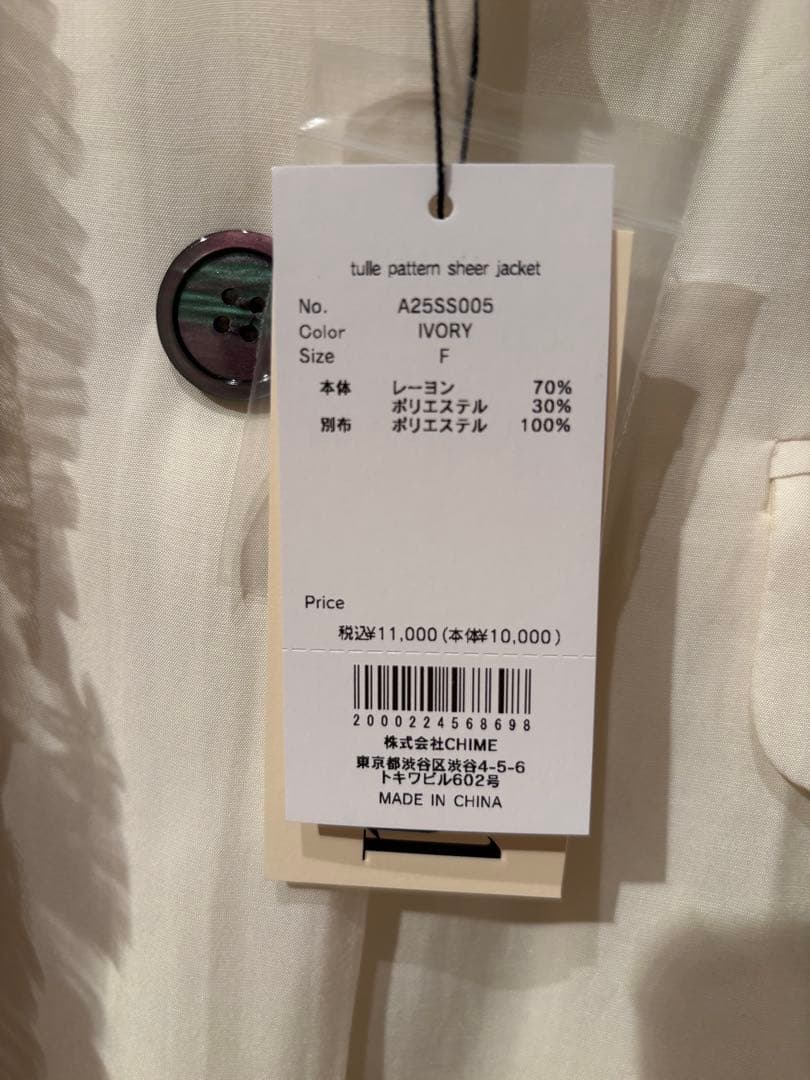 tulle pattern sheer jacket
No. A25SS005
Color IVORY
Size F
本体 レーヨン 70%
ポリエステル 30%
別布 ポリエステル 100%
Price
税込¥11,000(本体¥10,000)
2000224568698
株式会社CHIME
東京都渋谷区渋谷4-5-6
トキワビル602号
MADE IN CHINA